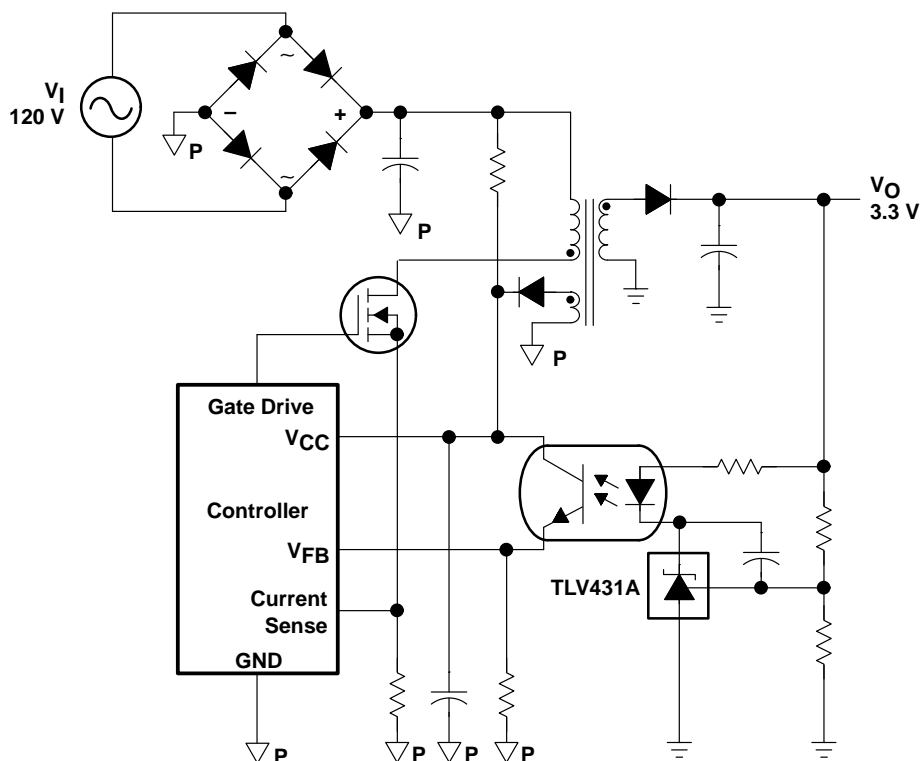 ~
VI
120 V
–
+
P
~
P
VO
3.3 V
P
Gate Drive
VCC
Controller
VFB
TLV431A
Current
Sense
GND
P
P
P
P